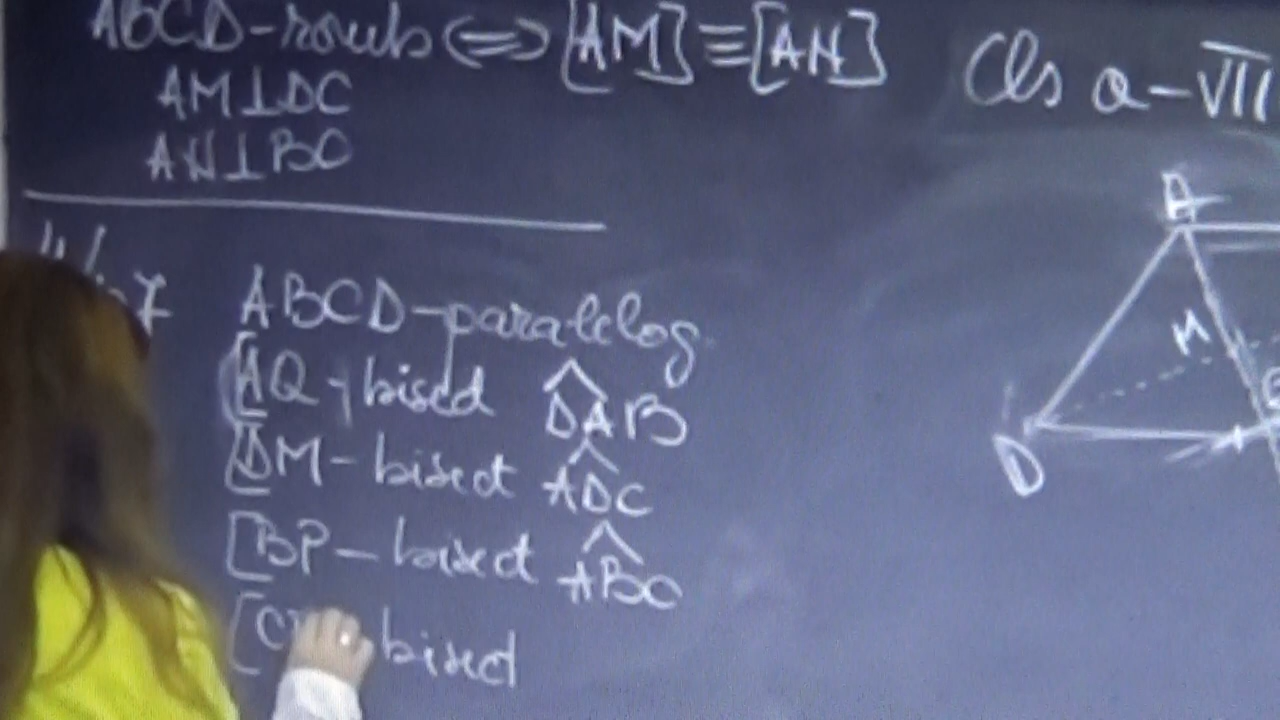 ABCD-romb ⇔ [AM] ≡ [AN]
AM⊥DC
AN⊥BC
Cls a-VII
ABCD-paralelog.
[AQ-bisect DAB
[DM-bisect ADC
[BP-bisect ABC
[C bisect
A
M
D